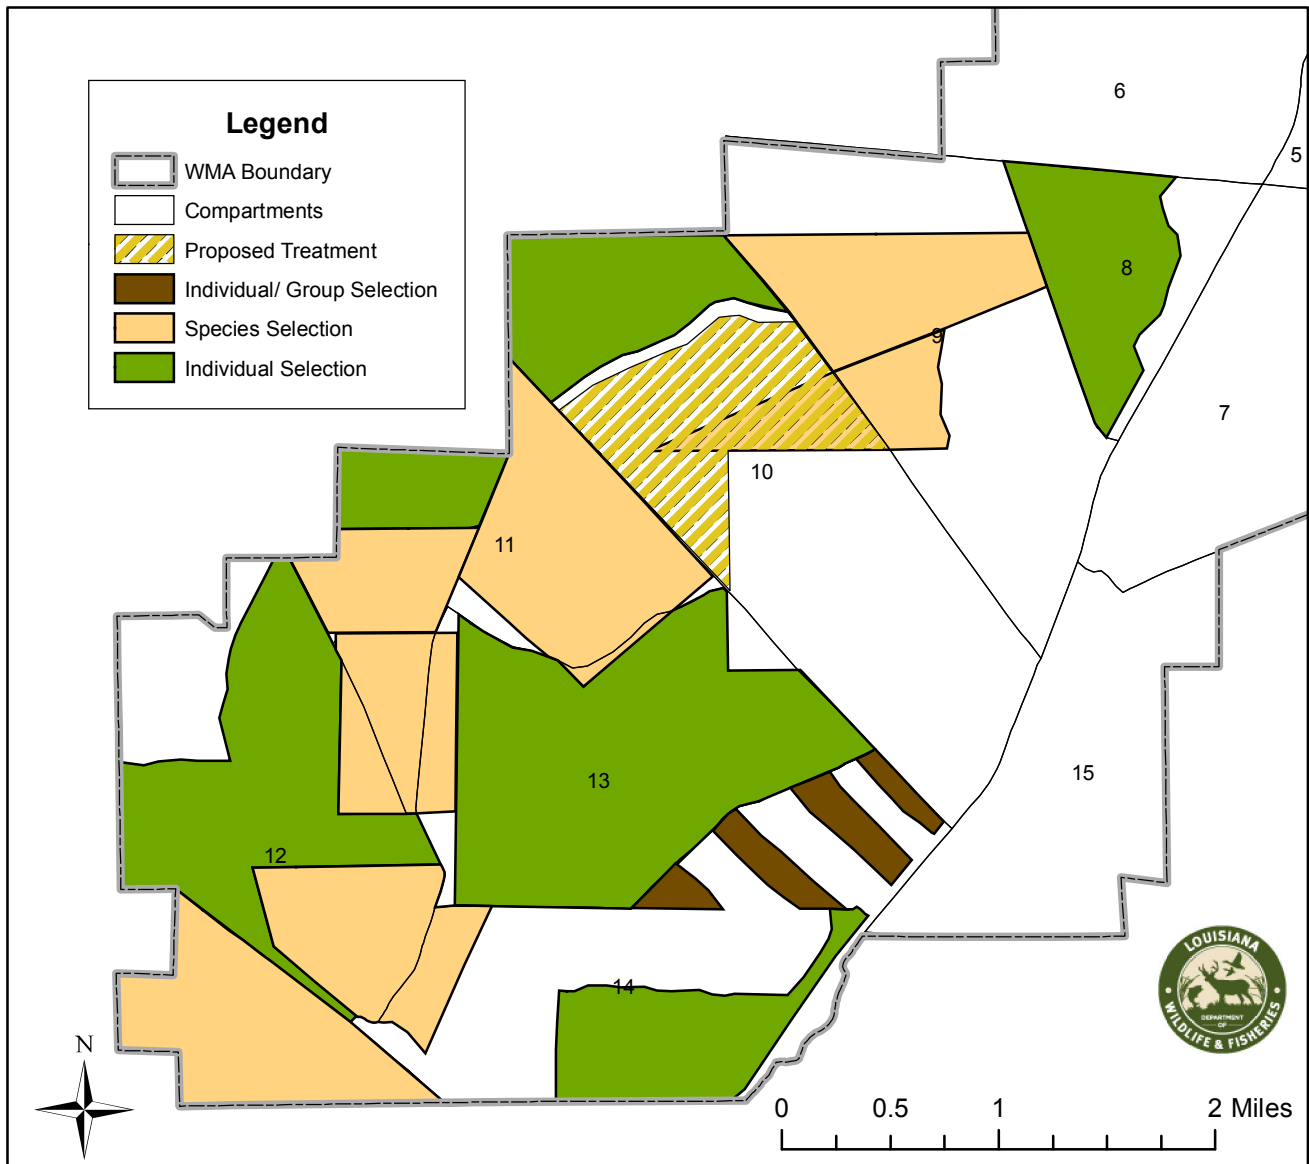 Legend
WMA Boundary
Compartments
Proposed Treatment
Individual/ Group Selection
Species Selection
Individual Selection
6
5
8
9
7
10
11
13
15
12
14
LOUISIANA
DEPARTMENT
OF
WILDLIFE & FISHERIES
N
0 0.5 1 2 Miles